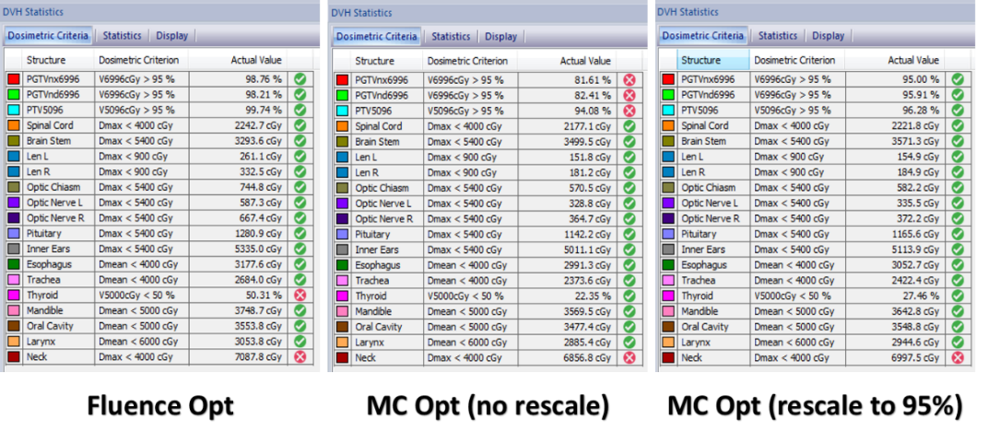 DVH Statistics
Dosimetric Criteria Statistics Display
Structure Dosimetric Criterion Actual Value
PGTVnx6996 V6996cGy > 95 % 98.76 %
PGTVnd6996 V6996cGy > 95 % 98.21 %
PTV5096 V5096cGy > 95 % 99.74 %
Spinal Cord Dmax < 4000 cGy 2242.7 cGy
Brain Stem Dmax < 5400 cGy 3293.6 cGy
Len L Dmax < 900 cGy 261.1 cGy
Len R Dmax < 900 cGy 332.5 cGy
Optic Chiasm Dmax < 5400 cGy 744.8 cGy
Optic Nerve L Dmax < 5400 cGy 587.3 cGy
Optic Nerve R Dmax < 5400 cGy 667.4 cGy
Pituitary Dmax < 5400 cGy 1280.9 cGy
Inner Ears Dmax < 5400 cGy 5335.0 cGy
Esophagus Dmean < 4000 cGy 3177.6 cGy
Trachea Dmean < 4000 cGy 2684.0 cGy
Thyroid V5000cGy < 50 % 50.31 %
Mandible Dmean < 5000 cGy 3748.7 cGy
Oral Cavity Dmean < 5000 cGy 3553.8 cGy
Larynx Dmean < 6000 cGy 3053.8 cGy
Neck Dmax < 4000 cGy 7087.8 cGy
Fluence Opt
DVH Statistics
Dosimetric Criteria Statistics Display
Structure Dosimetric Criterion Actual Value
PGTVnx6996 V6996cGy > 95 % 81.61 %
PGTVnd6996 V6996cGy > 95 % 82.41 %
PTV5096 V5096cGy > 95 % 94.08 %
Spinal Cord Dmax < 4000 cGy 2177.1 cGy
Brain Stem Dmax < 5400 cGy 3499.5 cGy
Len L Dmax < 900 cGy 151.8 cGy
Len R Dmax < 900 cGy 181.2 cGy
Optic Chiasm Dmax < 5400 cGy 570.5 cGy
Optic Nerve L Dmax < 5400 cGy 328.8 cGy
Optic Nerve R Dmax < 5400 cGy 364.7 cGy
Pituitary Dmax < 5400 cGy 1142.2 cGy
Inner Ears Dmax < 5400 cGy 5011.1 cGy
Esophagus Dmean < 4000 cGy 2991.3 cGy
Trachea Dmean < 4000 cGy 2373.6 cGy
Thyroid V5000cGy < 50 % 22.35 %
Mandible Dmean < 5000 cGy 3569.5 cGy
Oral Cavity Dmean < 5000 cGy 3477.4 cGy
Larynx Dmean < 6000 cGy 2885.4 cGy
Neck Dmax < 4000 cGy 6856.8 cGy
MC Opt (no rescale)
DVH Statistics
Dosimetric Criteria Statistics Display
Structure Dosimetric Criterion Actual Value
PGTVnx6996 V6996cGy > 95 % 95.00 %
PGTVnd6996 V6996cGy > 95 % 95.91 %
PTV5096 V5096cGy > 95 % 96.28 %
Spinal Cord Dmax < 4000 cGy 2221.8 cGy
Brain Stem Dmax < 5400 cGy 3571.3 cGy
Len L Dmax < 900 cGy 154.9 cGy
Len R Dmax < 900 cGy 184.9 cGy
Optic Chiasm Dmax < 5400 cGy 582.2 cGy
Optic Nerve L Dmax < 5400 cGy 335.5 cGy
Optic Nerve R Dmax < 5400 cGy 372.2 cGy
Pituitary Dmax < 5400 cGy 1165.6 cGy
Inner Ears Dmax < 5400 cGy 5113.9 cGy
Esophagus Dmean < 4000 cGy 3052.7 cGy
Trachea Dmean < 4000 cGy 2422.4 cGy
Thyroid V5000cGy < 50 % 27.46 %
Mandible Dmean < 5000 cGy 3642.8 cGy
Oral Cavity Dmean < 5000 cGy 3548.8 cGy
Larynx Dmean < 6000 cGy 2944.6 cGy
Neck Dmax < 4000 cGy 6997.5 cGy
MC Opt (rescale to 95%)